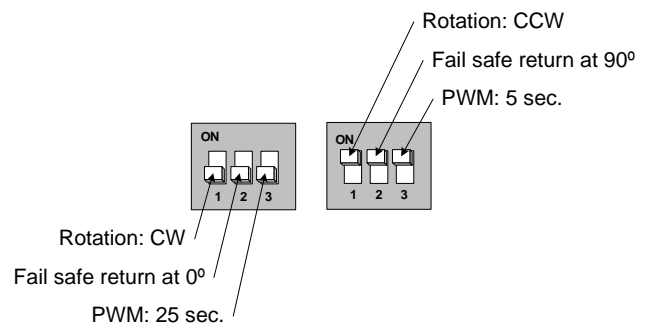 Rotation: CCW
Fail safe return at 90º
PWM: 5 sec.
ON
1 2 3
ON
1 2 3
Rotation: CW
Fail safe return at 0º
PWM: 25 sec.